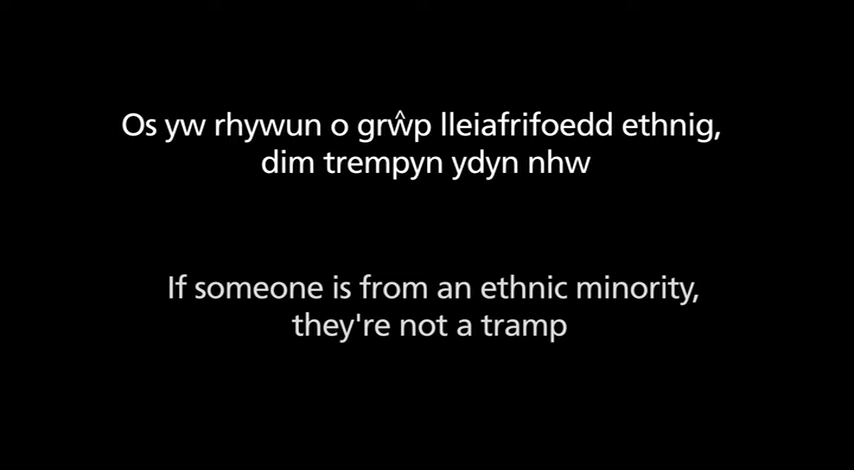 Os yw rhywun o grŵp lleiafrifoedd ethnig,
dim trempyn ydyn nhw
If someone is from an ethnic minority,
they're not a tramp